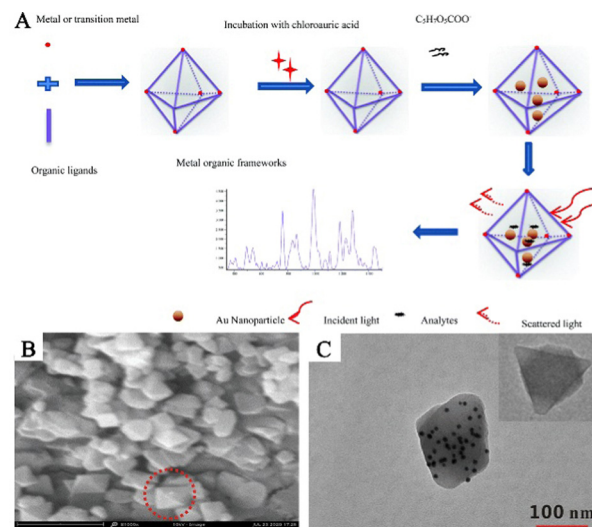 A
Metal or transition metal
Incubation with chloroauric acid
C₅H₇O₅COO⁻
Organic ligands
Metal organic frameworks
Au Nanoparticle
Incident light
Analytes
Scattered light
B
C
100 nm